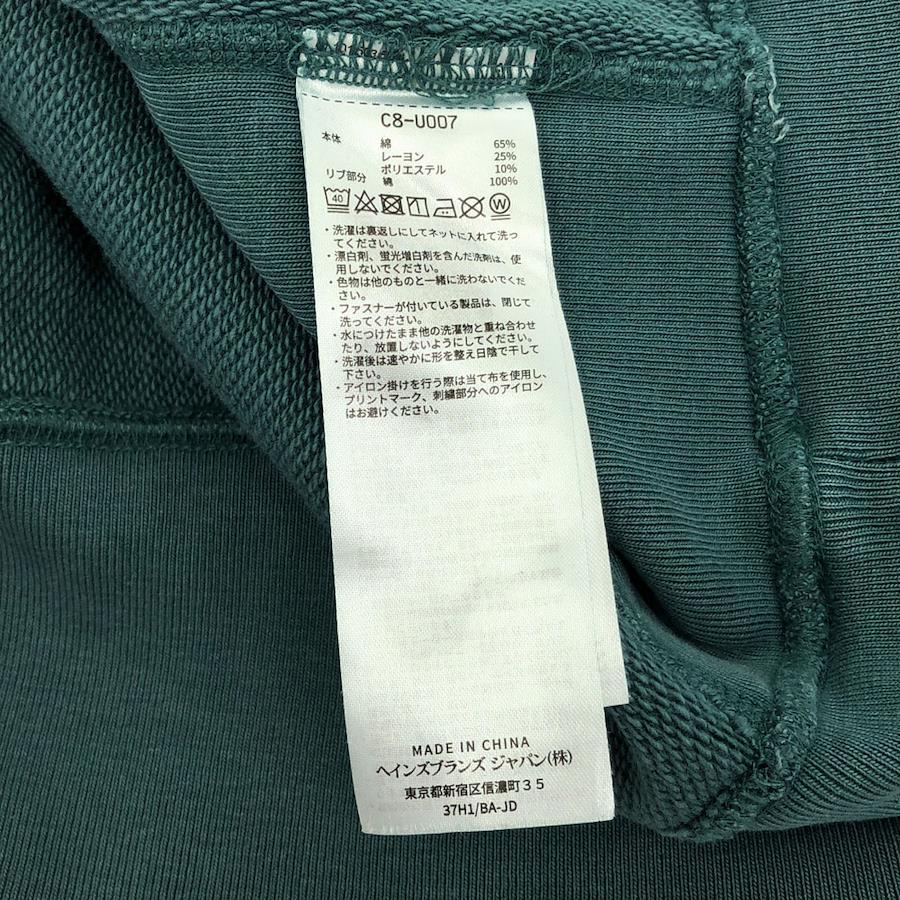 C8-U007
本体 綿 65%
レーヨン 25%
ポリエステル 10%
リブ部分 綿 100%
40 W
・洗濯は裏返しにしてネットに入れて洗っ
てください。
・漂白剤、蛍光増白剤を含んだ洗剤は、使
用しないでください。
・色物は他のものと一緒に洗わないでくだ
さい。
・ファスナーが付いている製品は、閉じて
洗ってください。
・水につけたまま他の洗濯物と重ね合わせ
たり、放置しないようにしてください。
・洗濯後は速やかに形を整え日陰で干して
下さい。
・アイロン掛けを行う際は当て布を使用し、
プリントマーク、刺繍部分へのアイロン
はお避けください。
MADE IN CHINA
ヘインズブランズ ジャパン(株)
東京都新宿区信濃町35
37H1/BA-JD